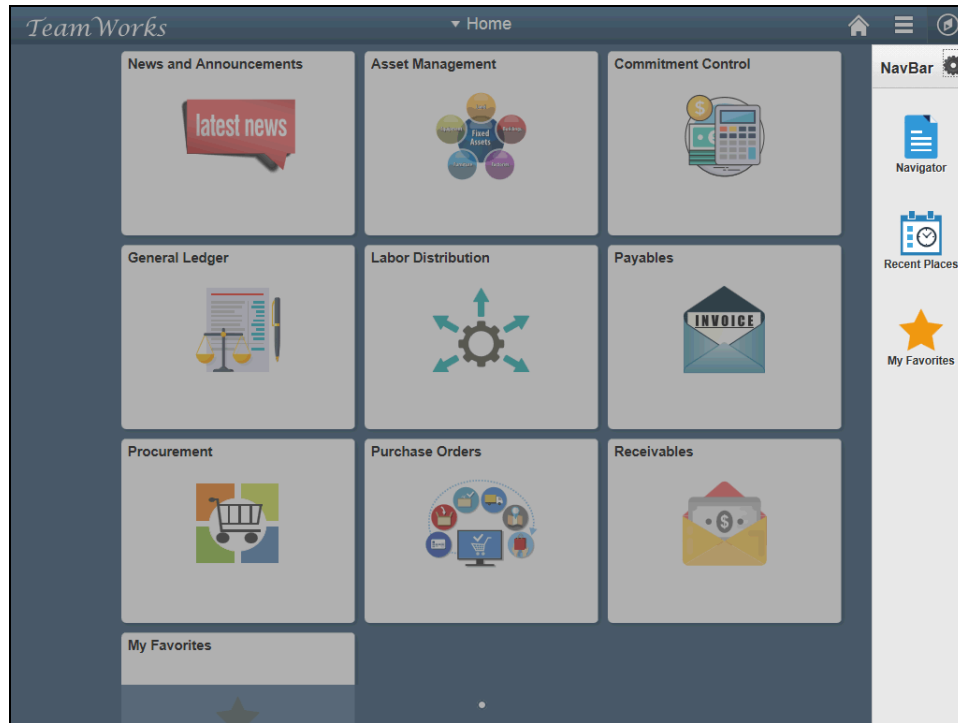 TeamWorks
Home
NavBar
News and Announcements
Asset Management
Commitment Control
latest news
Fixed
Assets
Navigator
Recent Places
General Ledger
Labor Distribution
Payables
INVOICE
My Favorites
Procurement
Purchase Orders
Receivables
My Favorites